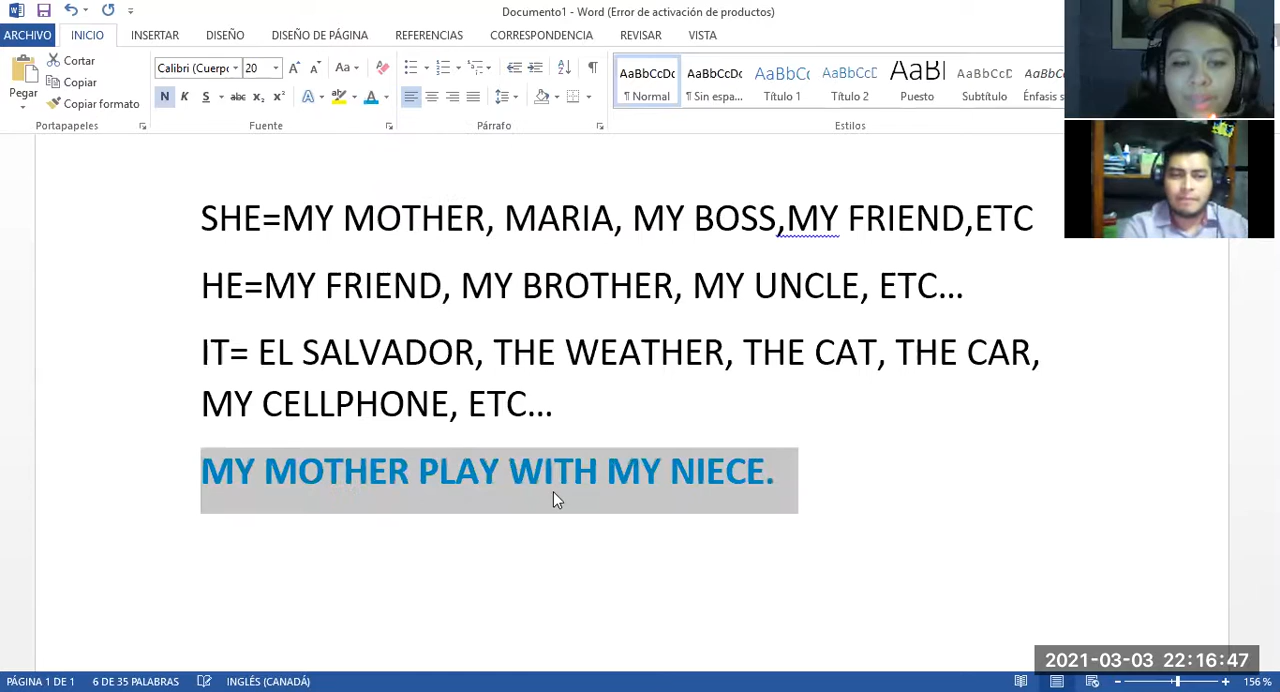 Documento1 - Word (Error de activación de productos)
ARCHIVO INICIO INSERTAR DISEÑO DISEÑO DE PÁGINA REFERENCIAS CORRESPONDENCIA REVISAR VISTA
Pegar
Cortar
Copiar
Copiar formato
Portapapeles
Calibri (Cuerpo 20
N K S abc x₂ x²
Fuente
Párrafo
AaBbCcDc AaBbCcDc AaBbCc AaBbCcD AaBl AaBbCcD AaBbCc
¶ Normal ¶ Sin espa... Título 1 Título 2 Puesto Subtítulo Énfasis s
Estilos
SHE=MY MOTHER, MARIA, MY BOSS,MY FRIEND,ETC
HE=MY FRIEND, MY BROTHER, MY UNCLE, ETC...
IT= EL SALVADOR, THE WEATHER, THE CAT, THE CAR,
MY CELLPHONE, ETC...
MY MOTHER PLAY WITH MY NIECE.
2021-03-03 22:16:47
PÁGINA 1 DE 1 6 DE 35 PALABRAS INGLÉS (CANADÁ) 156 %